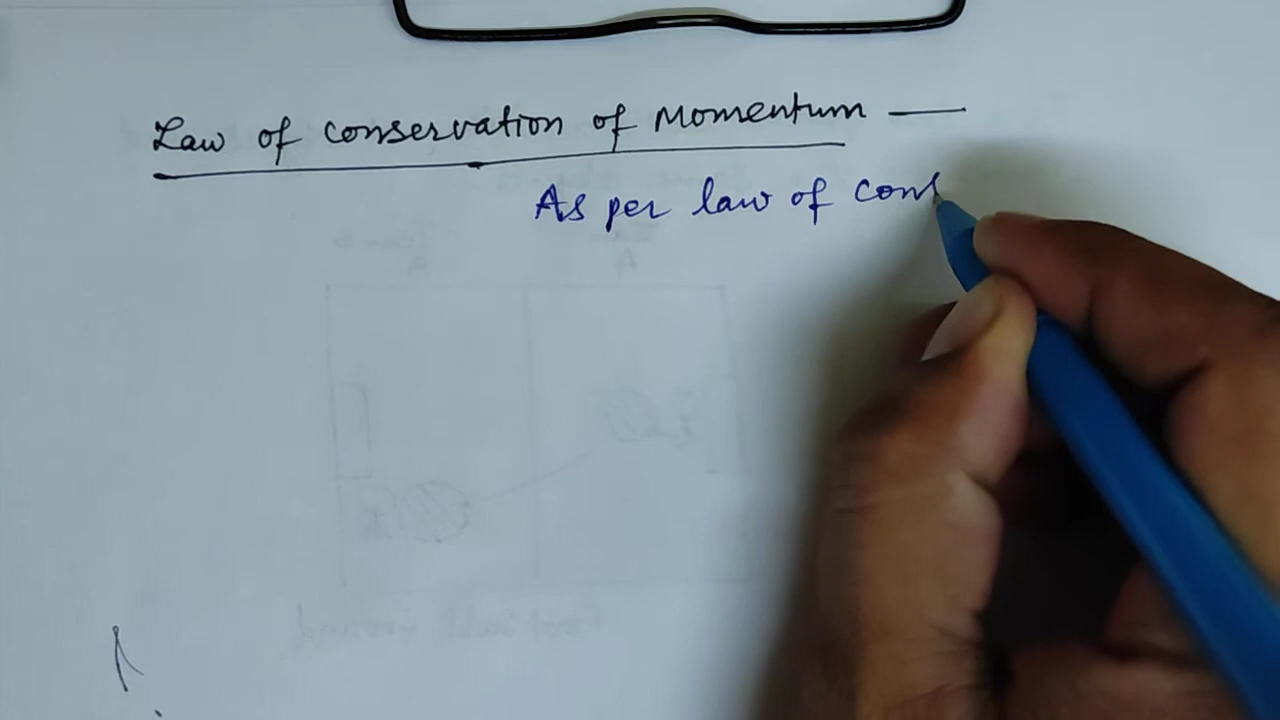 Law of conservation of Momentum —
As per law of cons